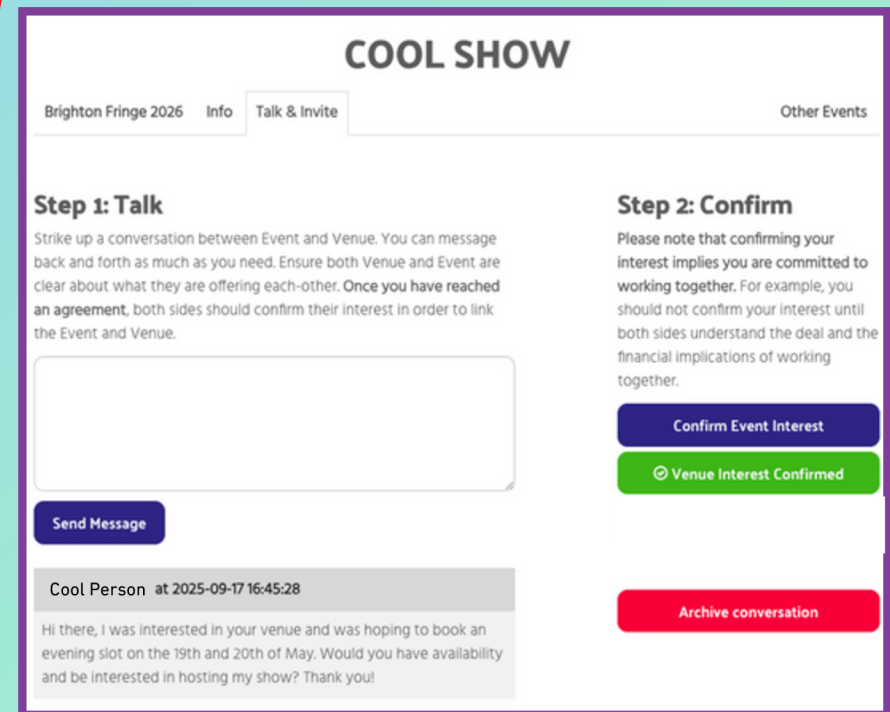 COOL SHOW
Brighton Fringe 2026 Info Talk & Invite Other Events
Step 1: Talk
Strike up a conversation between Event and Venue. You can message
back and forth as much as you need. Ensure both Venue and Event are
clear about what they are offering each-other. Once you have reached
an agreement, both sides should confirm their interest in order to link
the Event and Venue.
Send Message
Cool Person at 2025-09-17 16:45:28
Hi there, I was interested in your venue and was hoping to book an
evening slot on the 19th and 20th of May. Would you have availability
and be interested in hosting my show? Thank you!
Step 2: Confirm
Please note that confirming your
interest implies you are committed to
working together. For example, you
should not confirm your interest until
both sides understand the deal and the
financial implications of working
together.
Confirm Event Interest
Venue Interest Confirmed
Archive conversation